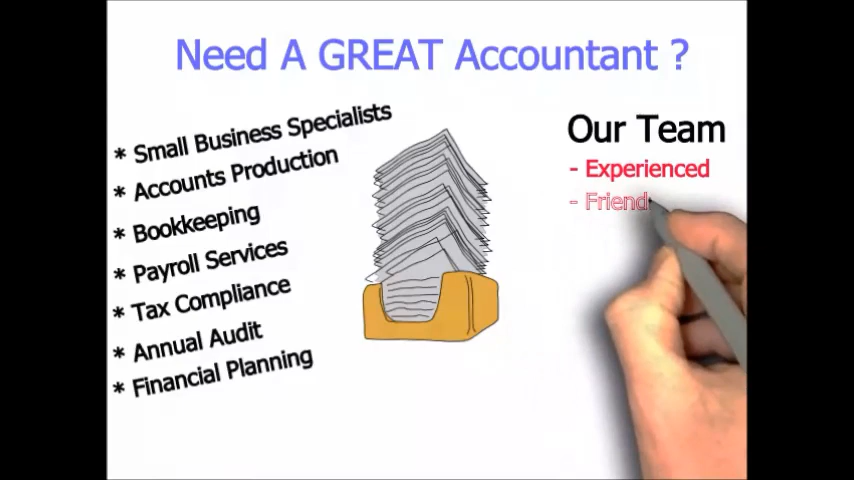 Need A GREAT Accountant ?
* Small Business Specialists
* Accounts Production
* Bookkeeping
* Payroll Services
* Tax Compliance
* Annual Audit
* Financial Planning
Our Team
- Experienced
- Friend